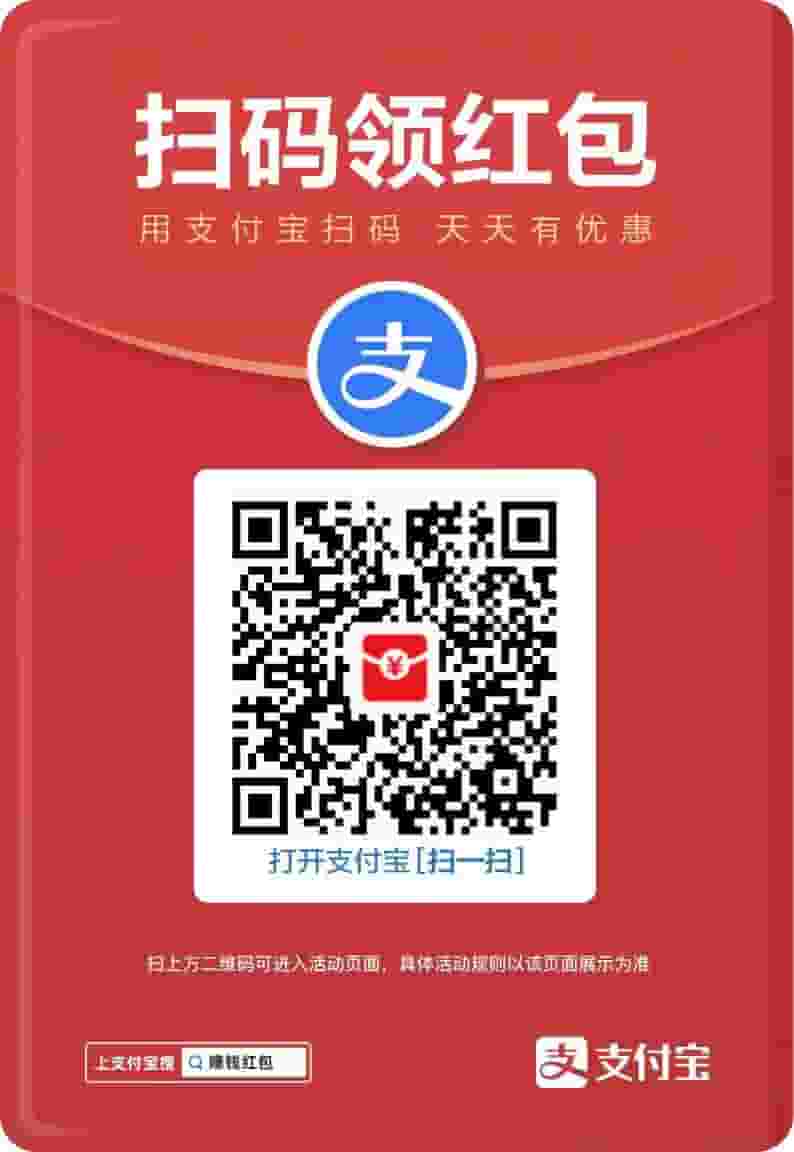 扫码领红包
用支付宝扫码 天天有优惠
支
¥
打开支付宝[扫一扫]
扫上方二维码可进入活动页面，具体活动规则以该页面展示为准
上支付宝搜 赚钱红包
支 支付宝